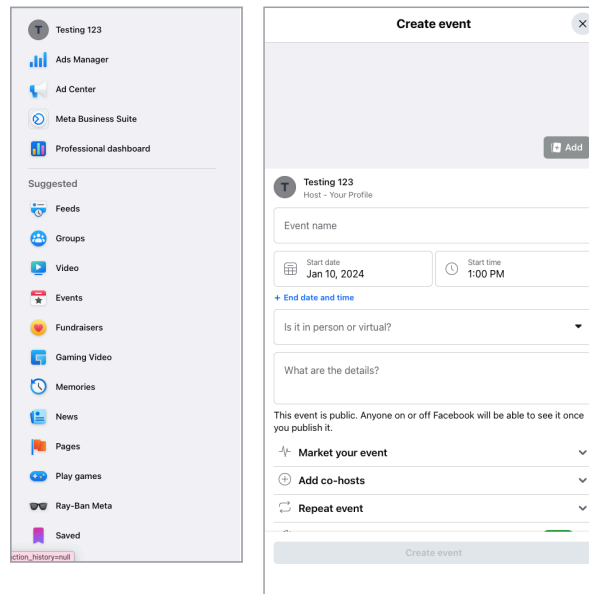 T
Testing 123
Ads Manager
Ad Center
Meta Business Suite
Professional dashboard
Suggested
Feeds
Groups
Video
Events
Fundraisers
Gaming Video
Memories
News
Pages
Play games
Ray-Ban Meta
Saved
ction_history=null
Create event
Add
T
Testing 123
Host - Your Profile
Event name
Start date
Jan 10, 2024
Start time
1:00 PM
+ End date and time
Is it in person or virtual?
What are the details?
This event is public. Anyone on or off Facebook will be able to see it once
you publish it.
Market your event
Add co-hosts
Repeat event
Create event